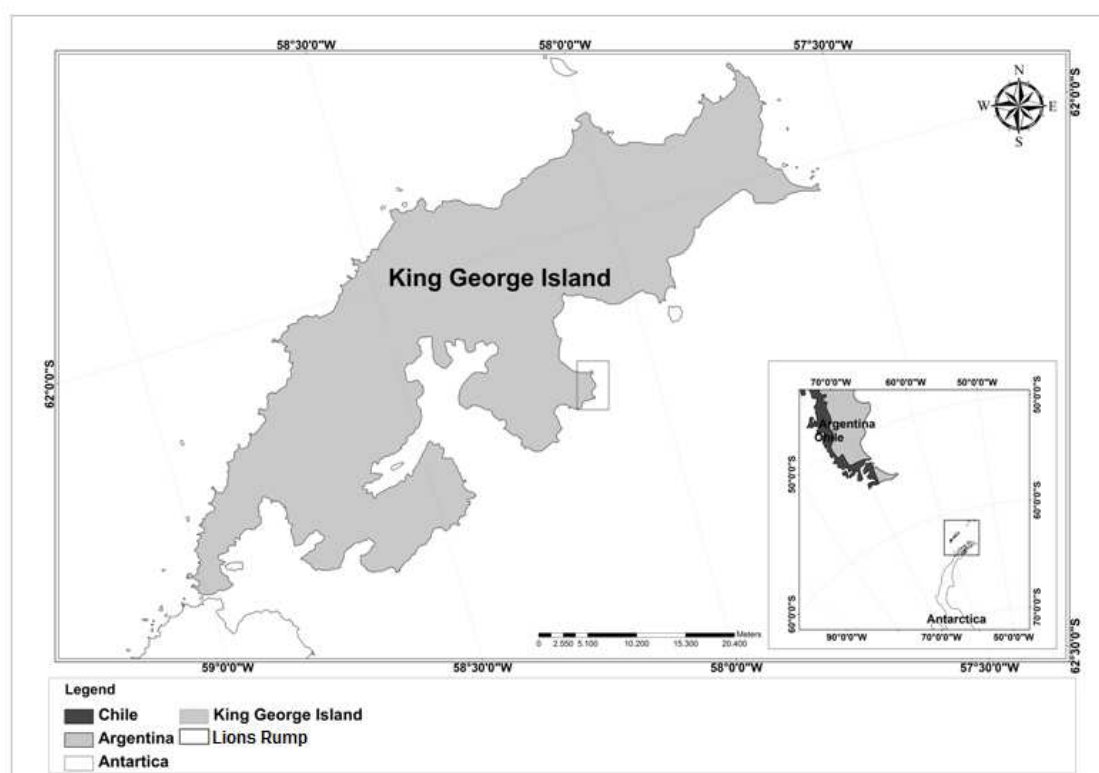 58°30'0"W 58°0'0"W 57°30'0"W
62°0'0"S
N
W E
S
King George Island
62°0'0"S
70°0'0"W 60°0'0"W 50°0'0"W
50°0'0"S
Argentina
Chile
50°0'0"S
60°0'0"S
60°0'0"S
70°0'0"S
Antarctica
90°0'0"W 70°0'0"W
Meters
0 2.550 5.100 10.200 15.300 20.400
62°30'0"S
59°0'0"W 58°30'0"W 58°0'0"W 57°30'0"W
Legend
Chile King George Island
Argentina Lions Rump
Antartica